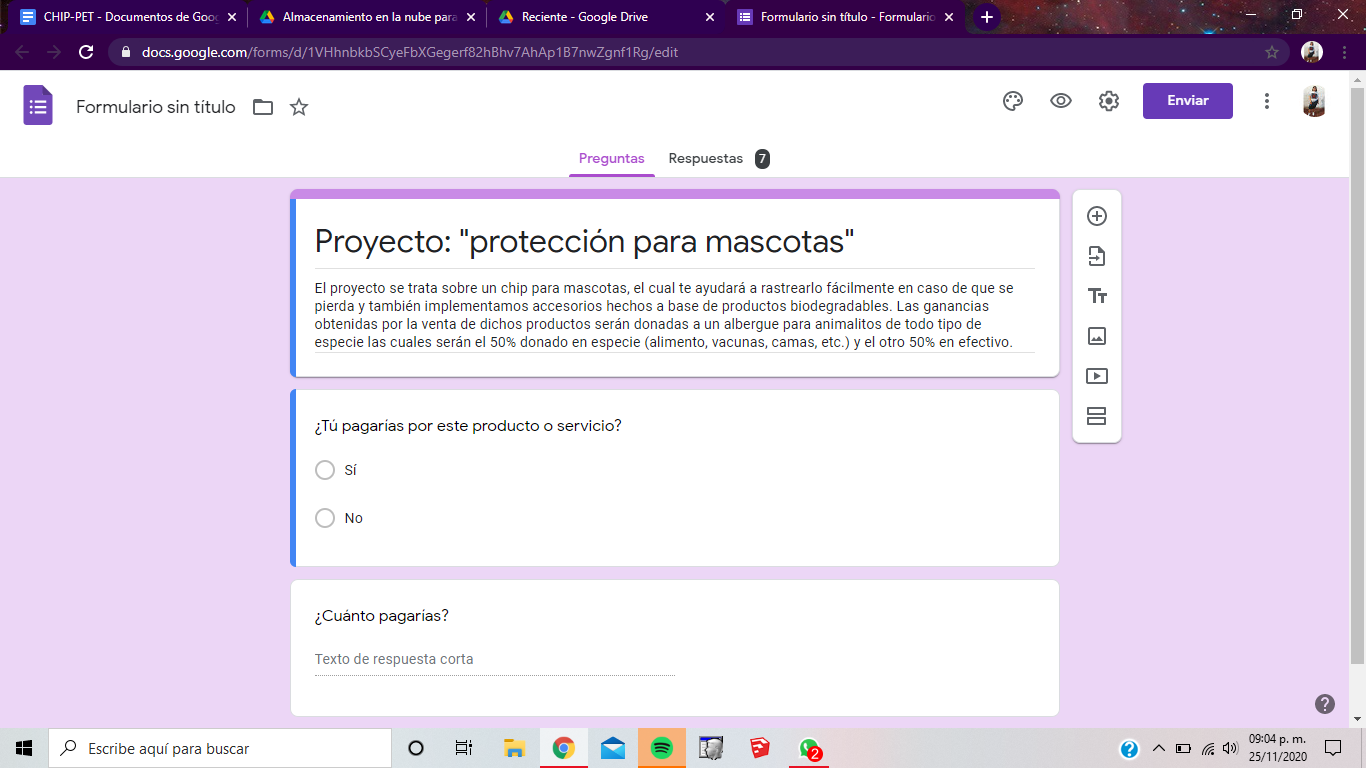 CHIP-PET - Documentos de Goog
Almacenamiento en la nube para
Reciente - Google Drive
Formulario sin título - Formulario
docs.google.com/forms/d/1VHhnbkbSCyeFbXGegerf82hBhv7AhAp1B7nwZgnf1Rg/edit
Formulario sin título
Enviar
Preguntas
Respuestas 7
Proyecto: "protección para mascotas"
El proyecto se trata sobre un chip para mascotas, el cual te ayudará a rastrearlo fácilmente en caso de que se
pierda y también implementamos accesorios hechos a base de productos biodegradables. Las ganancias
obtenidas por la venta de dichos productos serán donadas a un albergue para animalitos de todo tipo de
especie las cuales serán el 50% donado en especie (alimento, vacunas, camas, etc.) y el otro 50% en efectivo.
¿Tú pagarías por este producto o servicio?
Sí
No
¿Cuánto pagarías?
Texto de respuesta corta
Escribe aquí para buscar
2
09:04 p. m.
25/11/2020